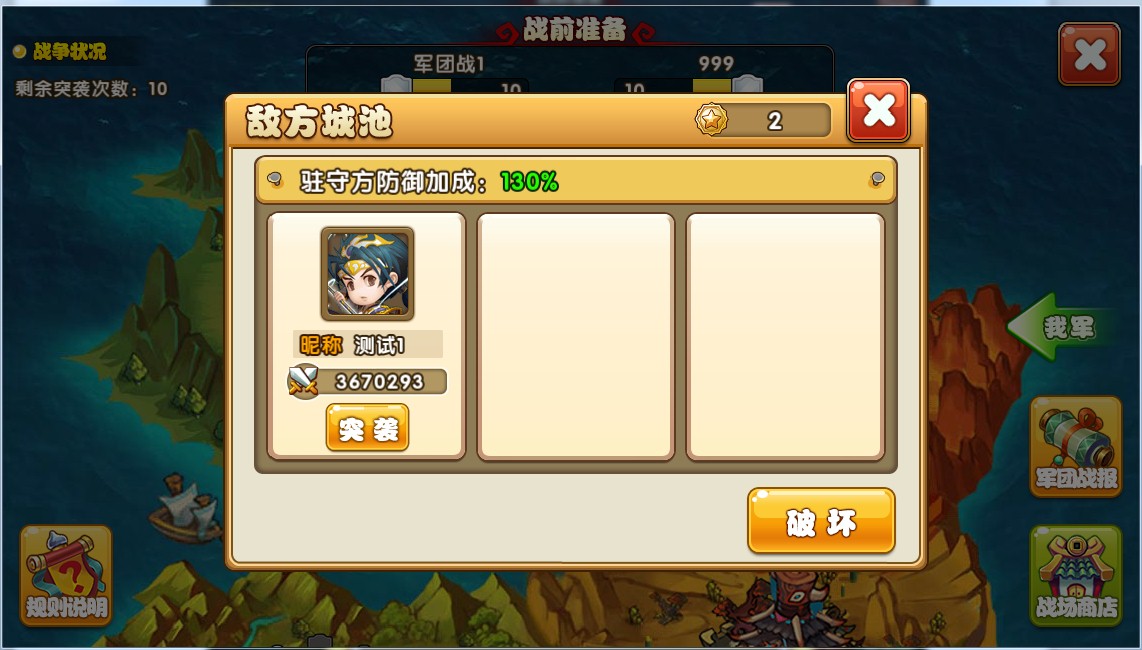 战前准备
战争状况
剩余突袭次数：10
军团战1
999
10
10
敌方城池
2
驻守方防御加成：130%
昵称 测试1
3670293
突袭
破坏
我军
军团战报
规则说明
战场商店